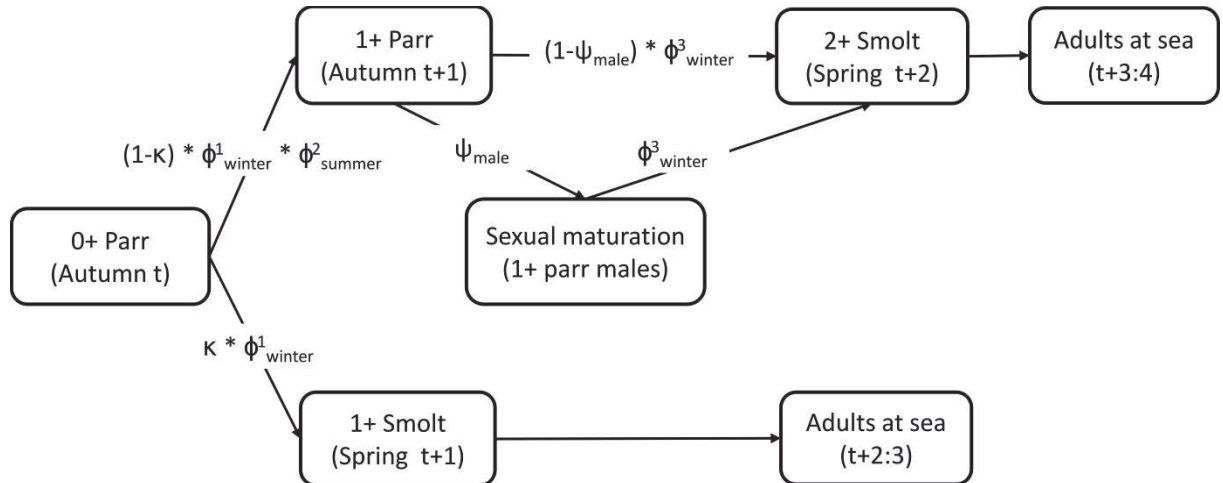 1+ Parr
(Autumn t+1)
(1-ψmale) * ϕ³winter
2+ Smolt
(Spring t+2)
Adults at sea
(t+3:4)
(1-κ) * ϕ¹winter * ϕ²summer
ψmale
ϕ³winter
0+ Parr
(Autumn t)
Sexual maturation
(1+ parr males)
κ * ϕ¹winter
1+ Smolt
(Spring t+1)
Adults at sea
(t+2:3)